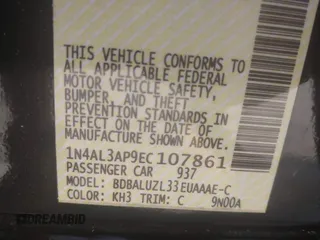 THIS VEHICLE CONFORMS TO
ALL APPLICABLE FEDERAL
MOTOR VEHICLE SAFETY,
BUMPER, AND THEFT
PREVENTION STANDARDS
IN EFFECT ON THE DATE OF
MANUFACTURE SHOWN ABOVE.
1N4AL3AP9EC107861
PASSENGER CAR 937
MODEL: BDBALUZL33EUAAAE-C
COLOR: KH3 TRIM: C 9N00A
DREAMBID